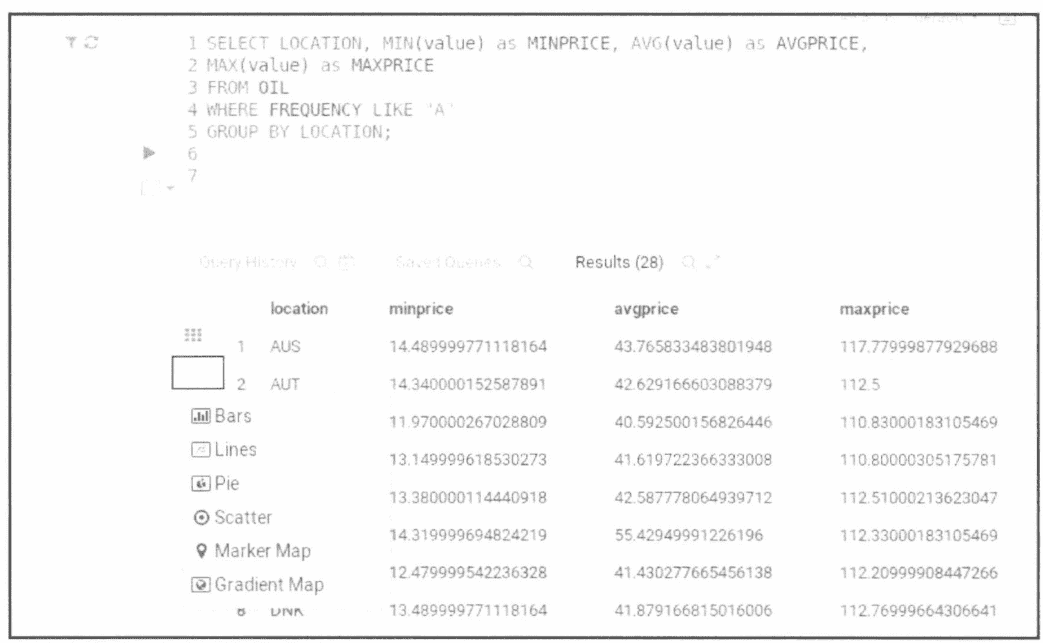 1 SELECT LOCATION, MIN(value) as MINPRICE, AVG(value) as AVGPRICE,
2 MAX(value) as MAXPRICE
3 FROM OIL
4 WHERE FREQUENCY LIKE 'A'
5 GROUP BY LOCATION;
6
7
Query History Saved Queries Results (28)
location minprice avgprice maxprice
1 AUS 14.489999771118164 43.765833483801948 117.77999877929688
2 AUT 14.340000152587891 42.629166603088379 112.5
Bars 11.970000267028809 40.592500156826446 110.83000183105469
Lines 13.149999618530273 41.619722366333008 110.80000305175781
Pie 13.380000114440918 42.587778064939712 112.51000213623047
Scatter 14.319999694824219 55.42949991226196 112.33000183105469
Marker Map 12.479999542236328 41.430277665456138 112.20999908447266
Gradient Map
8 DNK 13.489999771118164 41.879166815016006 112.76999664306641